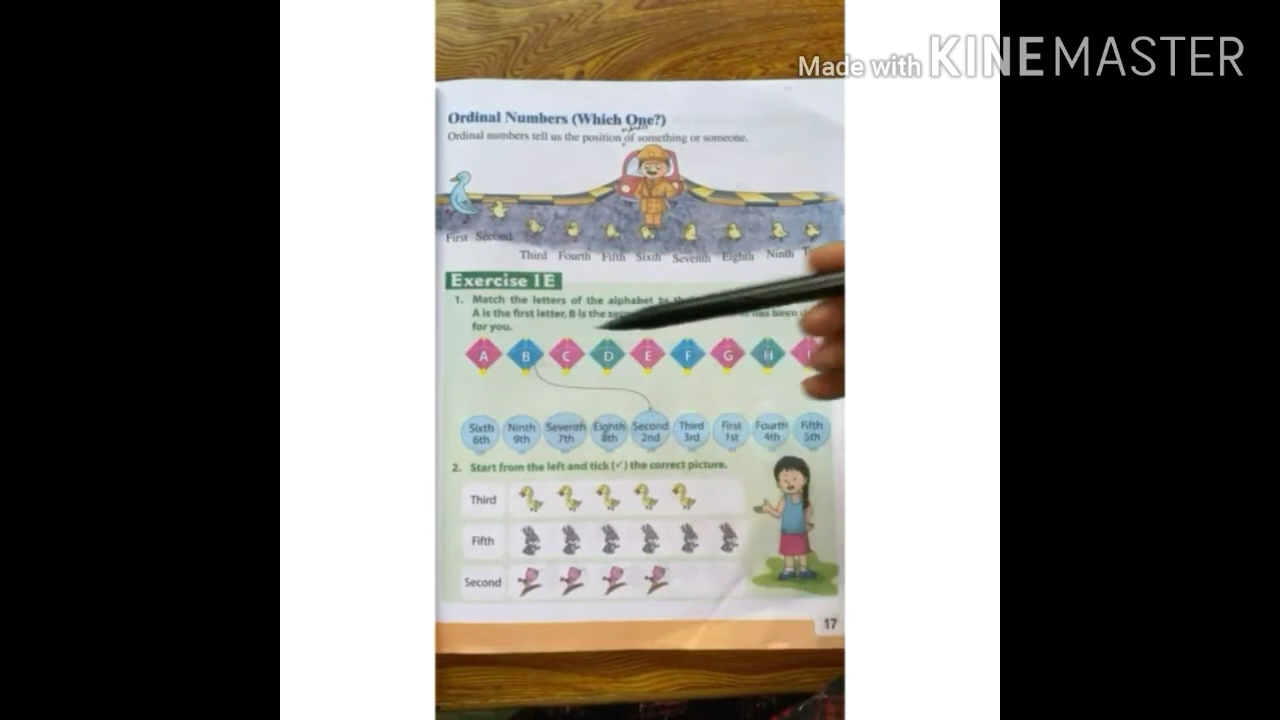 Made with KINEMASTER
Ordinal Numbers (Which One?)
Ordinal numbers tell us the position of something or someone.
First Second
Third Fourth Fifth Sixth Seventh Eighth Ninth
Exercise 1E
1. Match the letters of the alphabet to
A is the first letter, B is the has been
for you.
A B C D E F G H
Sixth Ninth Seventh Eighth Second Third First Fourth Fifth
6th 9th 7th 8th 2nd 3rd 1st 4th 5th
2. Start from the left and tick (✓) the correct picture.
Third
Fifth
Second
17